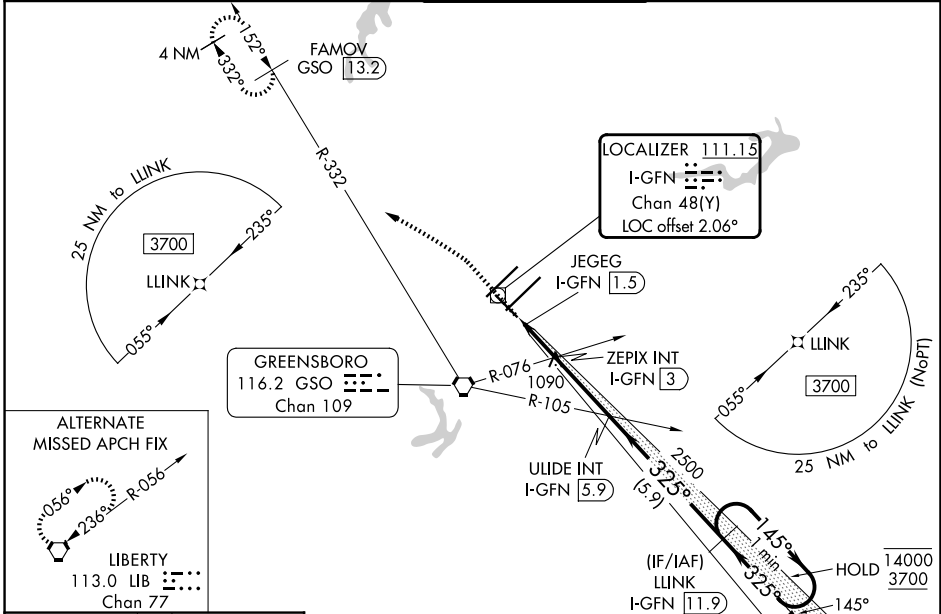 4 NM
152°
332°
FAMOV
GSO 13.2
R-332
25 NM to LLINK
3700
235°
LLINK
055°
LOCALIZER 111.15
I-GFN
Chan 48(Y)
LOC offset 2.06°
JEGEG
I-GFN 1.5
235°
LLINK
3700
055°
25 NM to LLINK (NoPT)
GREENSBORO
116.2 GSO
Chan 109
R-076
ZEPIX INT
I-GFN 3
1090
R-105
ULIDE INT
I-GFN 5.9
2500
325°
(5.9)
ALTERNATE
MISSED APCH FIX
056°
R-056
236°
LIBERTY
113.0 LIB
Chan 77
145°
1 min
325°
HOLD
14000
3700
145°
(IF/IAF)
LLINK
I-GFN 11.9